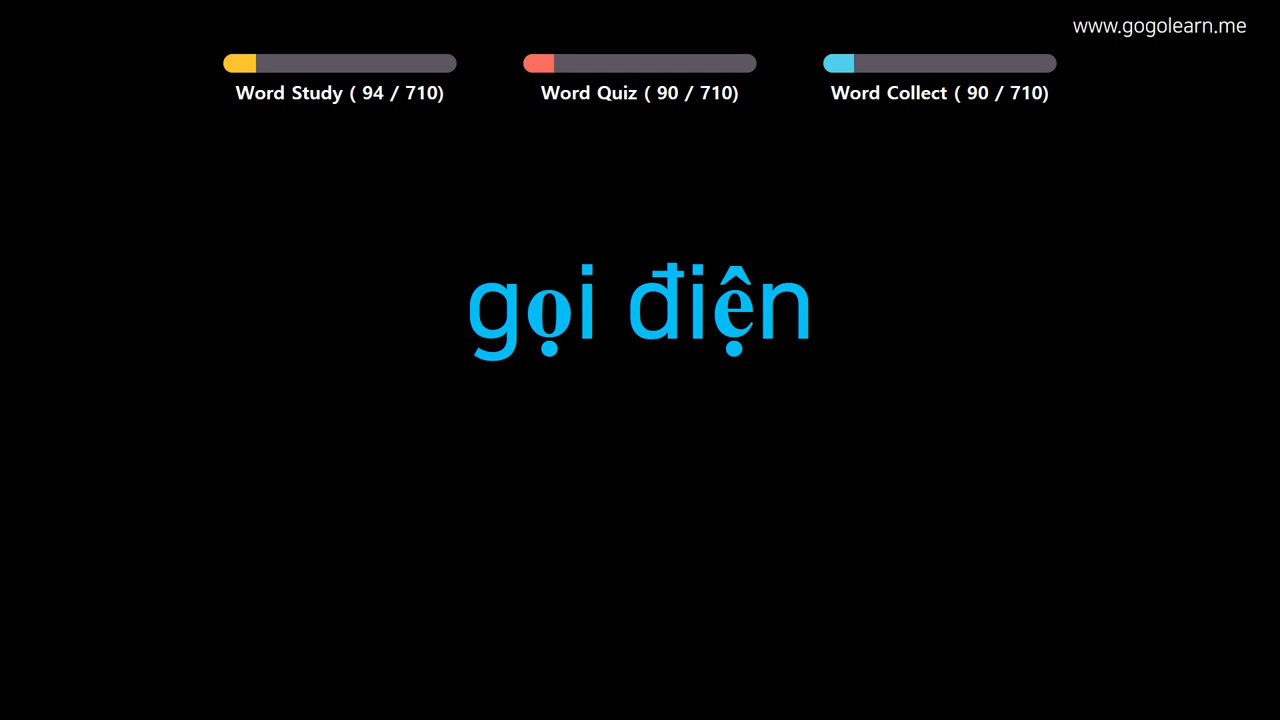 www.gogolearn.me
Word Study ( 94 / 710)
Word Quiz ( 90 / 710)
Word Collect ( 90 / 710)
gọi điện